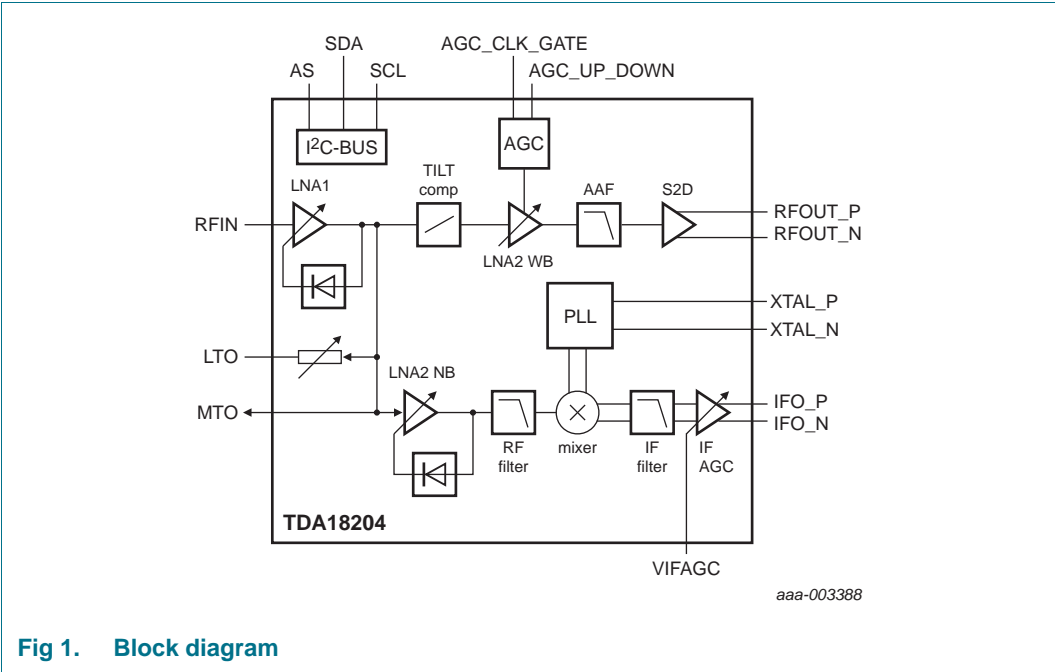 SDA
AGC_CLK_GATE
AS
SCL
AGC_UP_DOWN
I2C-BUS
AGC
LNA1
TILT
comp
AAF
S2D
RFIN
RFOUT_P
RFOUT_N
LNA2 WB
PLL
XTAL_P
XTAL_N
LTO
LNA2 NB
MTO
IFO_P
IFO_N
RF
filter
mixer
IF
filter
IF
AGC
TDA18204
VIFAGC
aaa-003388
Fig 1. Block diagram